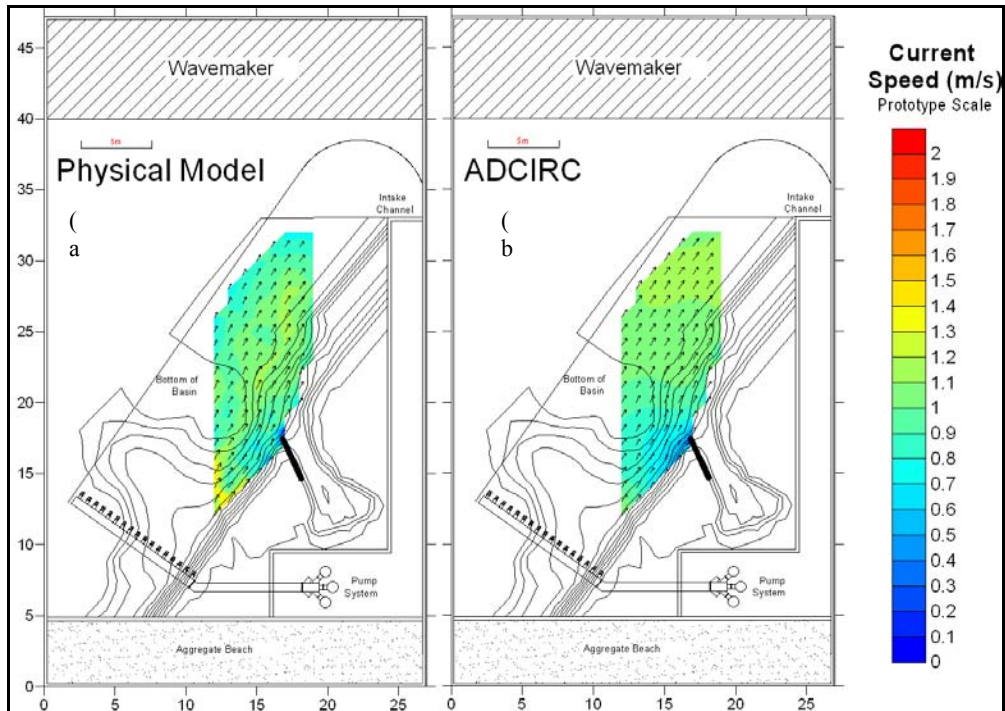 Wavemaker
5m
Physical Model
(
a
Intake
Channel
Bottom of
Basin
Pump
System
Aggregate Beach
45
40
35
30
25
20
15
10
5
0
0 5 10 15 20 25
Wavemaker
5m
ADCIRC
(
b
Intake
Channel
Bottom of
Basin
Pump
System
Aggregate Beach
0 5 10 15 20 25
Current
Speed (m/s)
Prototype Scale
2
1.9
1.8
1.7
1.6
1.5
1.4
1.3
1.2
1.1
1
0.9
0.8
0.7
0.6
0.5
0.4
0.3
0.2
0.1
0